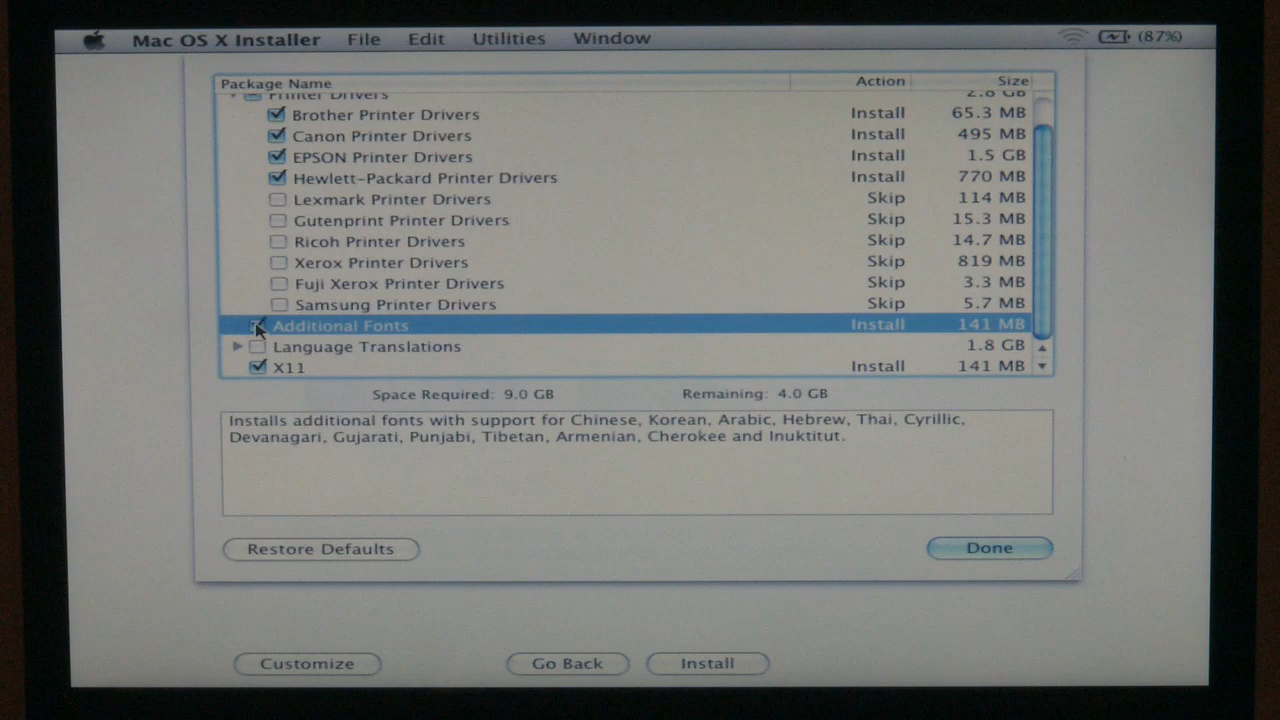 Mac OS X Installer File Edit Utilities Window (87%)
Package Name Action Size
Printer Drivers 2.8 GB
Brother Printer Drivers Install 65.3 MB
Canon Printer Drivers Install 495 MB
EPSON Printer Drivers Install 1.5 GB
Hewlett-Packard Printer Drivers Install 770 MB
Lexmark Printer Drivers Skip 114 MB
Gutenprint Printer Drivers Skip 15.3 MB
Ricoh Printer Drivers Skip 14.7 MB
Xerox Printer Drivers Skip 819 MB
Fuji Xerox Printer Drivers Skip 3.3 MB
Samsung Printer Drivers Skip 5.7 MB
Additional Fonts Install 141 MB
Language Translations 1.8 GB
X11 Install 141 MB
Space Required: 9.0 GB Remaining: 4.0 GB
Installs additional fonts with support for Chinese, Korean, Arabic, Hebrew, Thai, Cyrillic,
Devanagari, Gujarati, Punjabi, Tibetan, Armenian, Cherokee and Inuktitut.
Restore Defaults Done
Customize Go Back Install